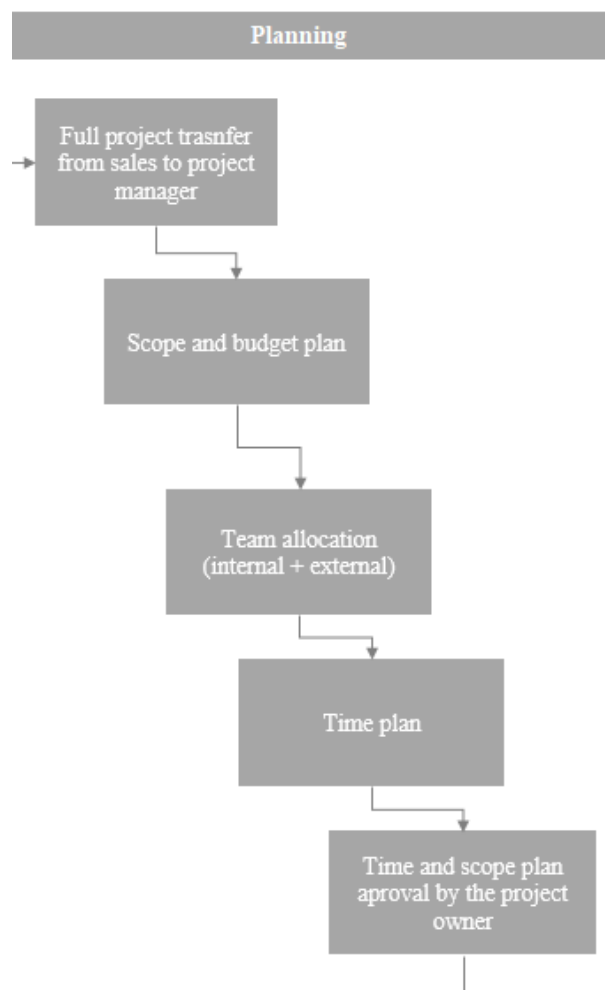 Planning
Full project trasnfer
from sales to project
manager
Scope and budget plan
Team allocation
(internal + external)
Time plan
Time and scope plan
aproval by the project
owner